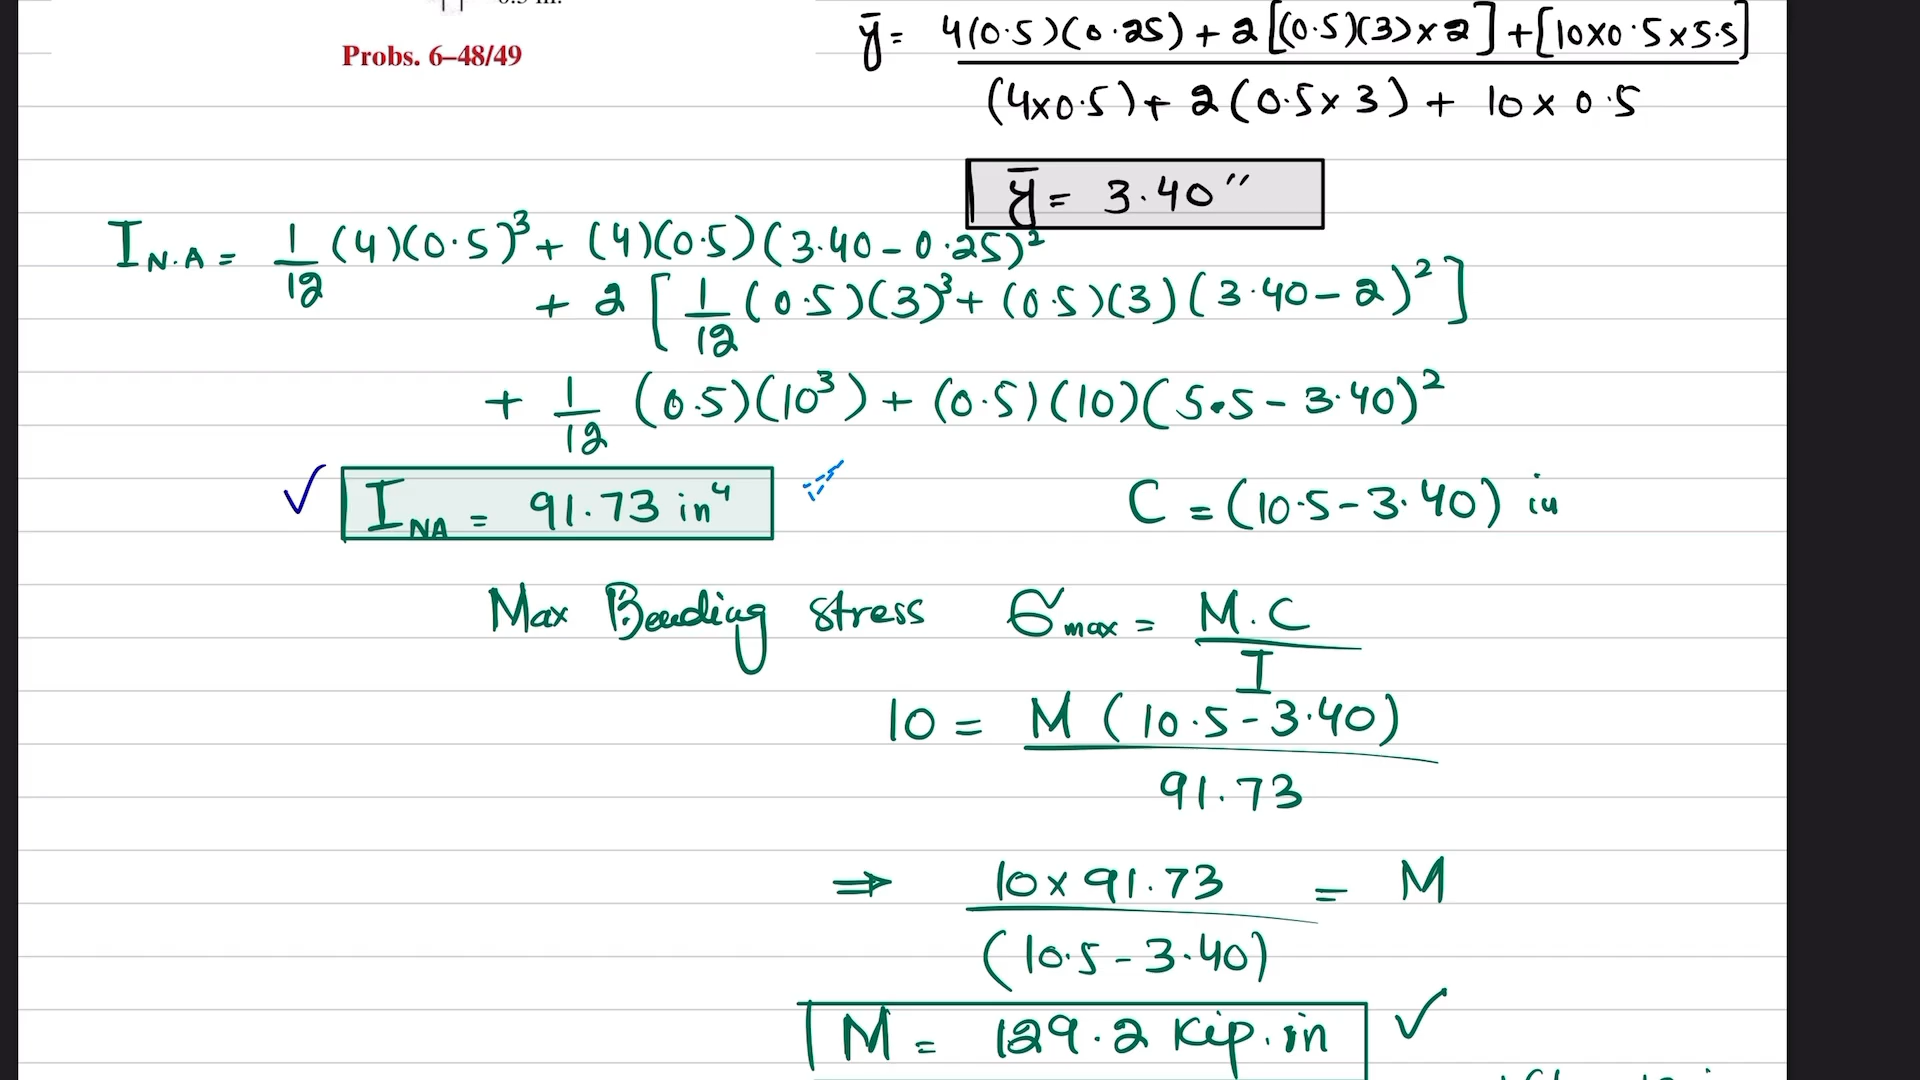 0.5 in.
Probs. 6–48/49
ȳ = 4(0.5)(0.25) + 2[(0.5)(3)×2] + [10×0.5×5.5]
(4×0.5) + 2(0.5×3) + 10×0.5
ȳ = 3.40″
I N.A = 1/12 (4)(0.5)³ + (4)(0.5)(3.40 – 0.25)²
+ 2 [ 1/12 (0.5)(3)³ + (0.5)(3)(3.40 – 2)² ]
+ 1/12 (0.5)(10³) + (0.5)(10)(5.5 – 3.40)²
✓ I NA = 91.73 in⁴
C = (10.5 – 3.40) in
Max Bending Stress σ max = M.C / I
10 = M (10.5 – 3.40)
91.73
⇒ 10×91.73 = M
(10.5 – 3.40)
M = 129.2 Kip.in ✓